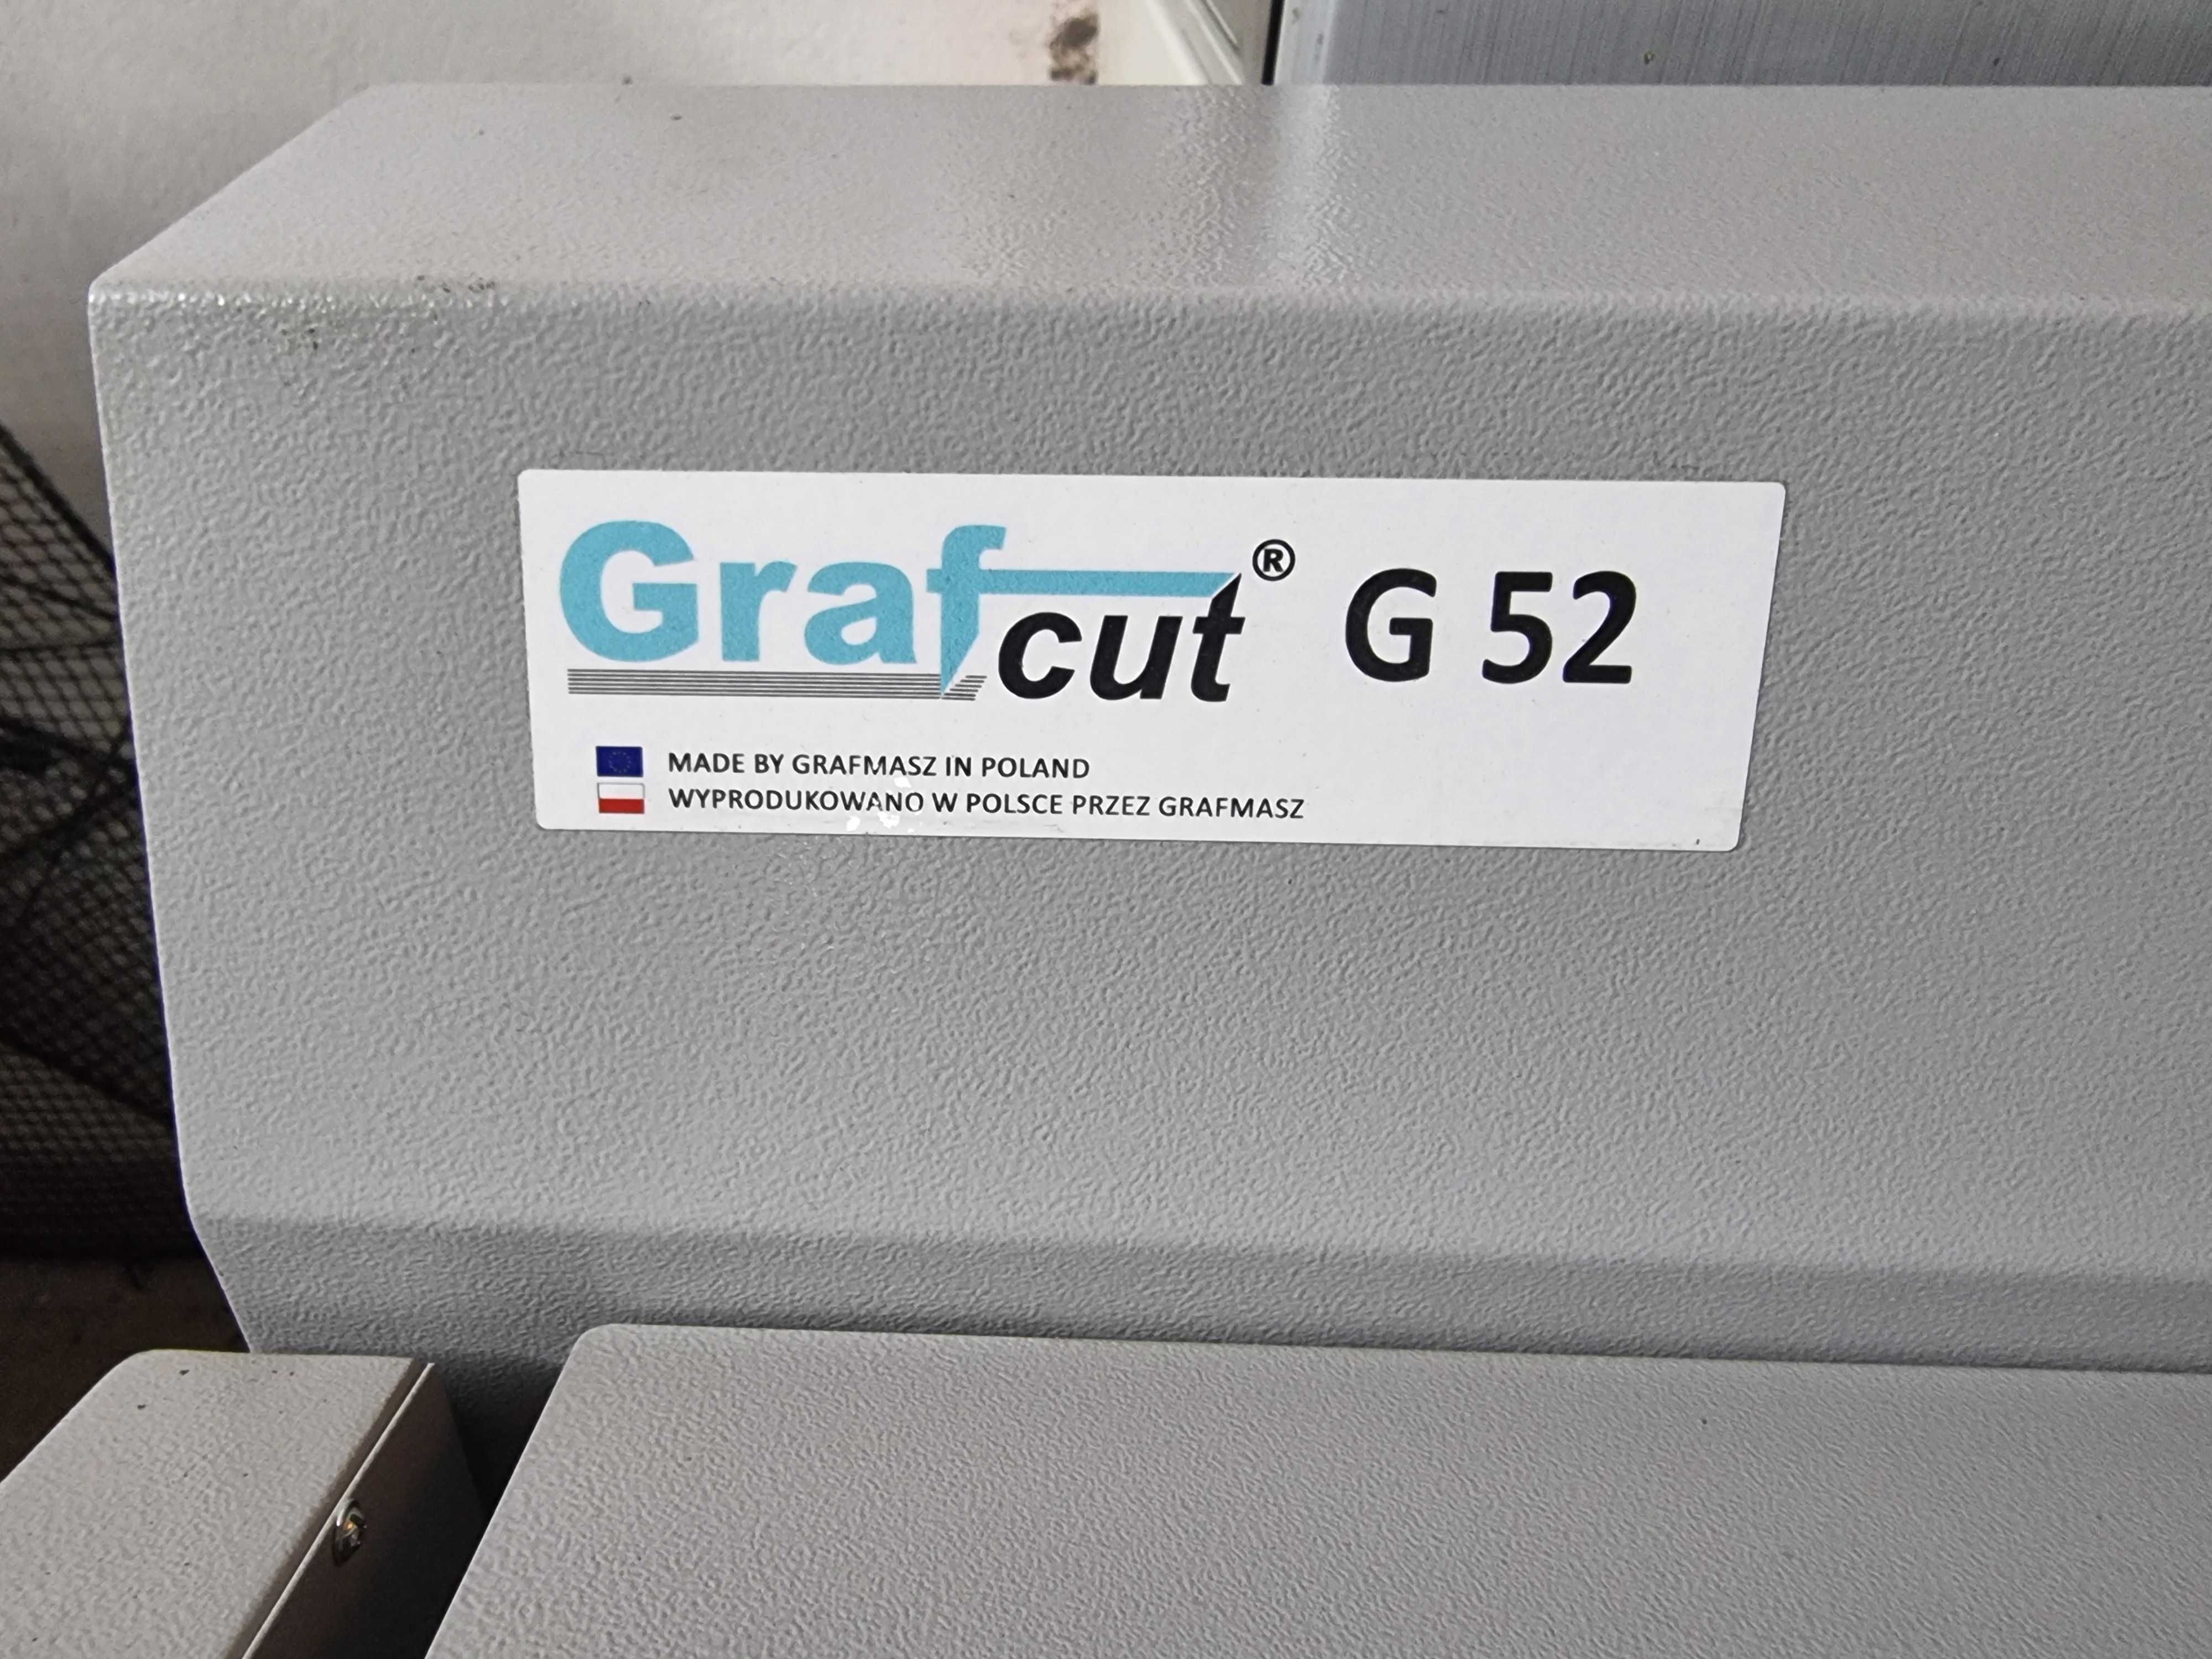 Grafcut® G 52
MADE BY GRAFMASZ IN POLAND
WYPRODUKOWANO W POLSCE PRZEZ GRAFMASZ